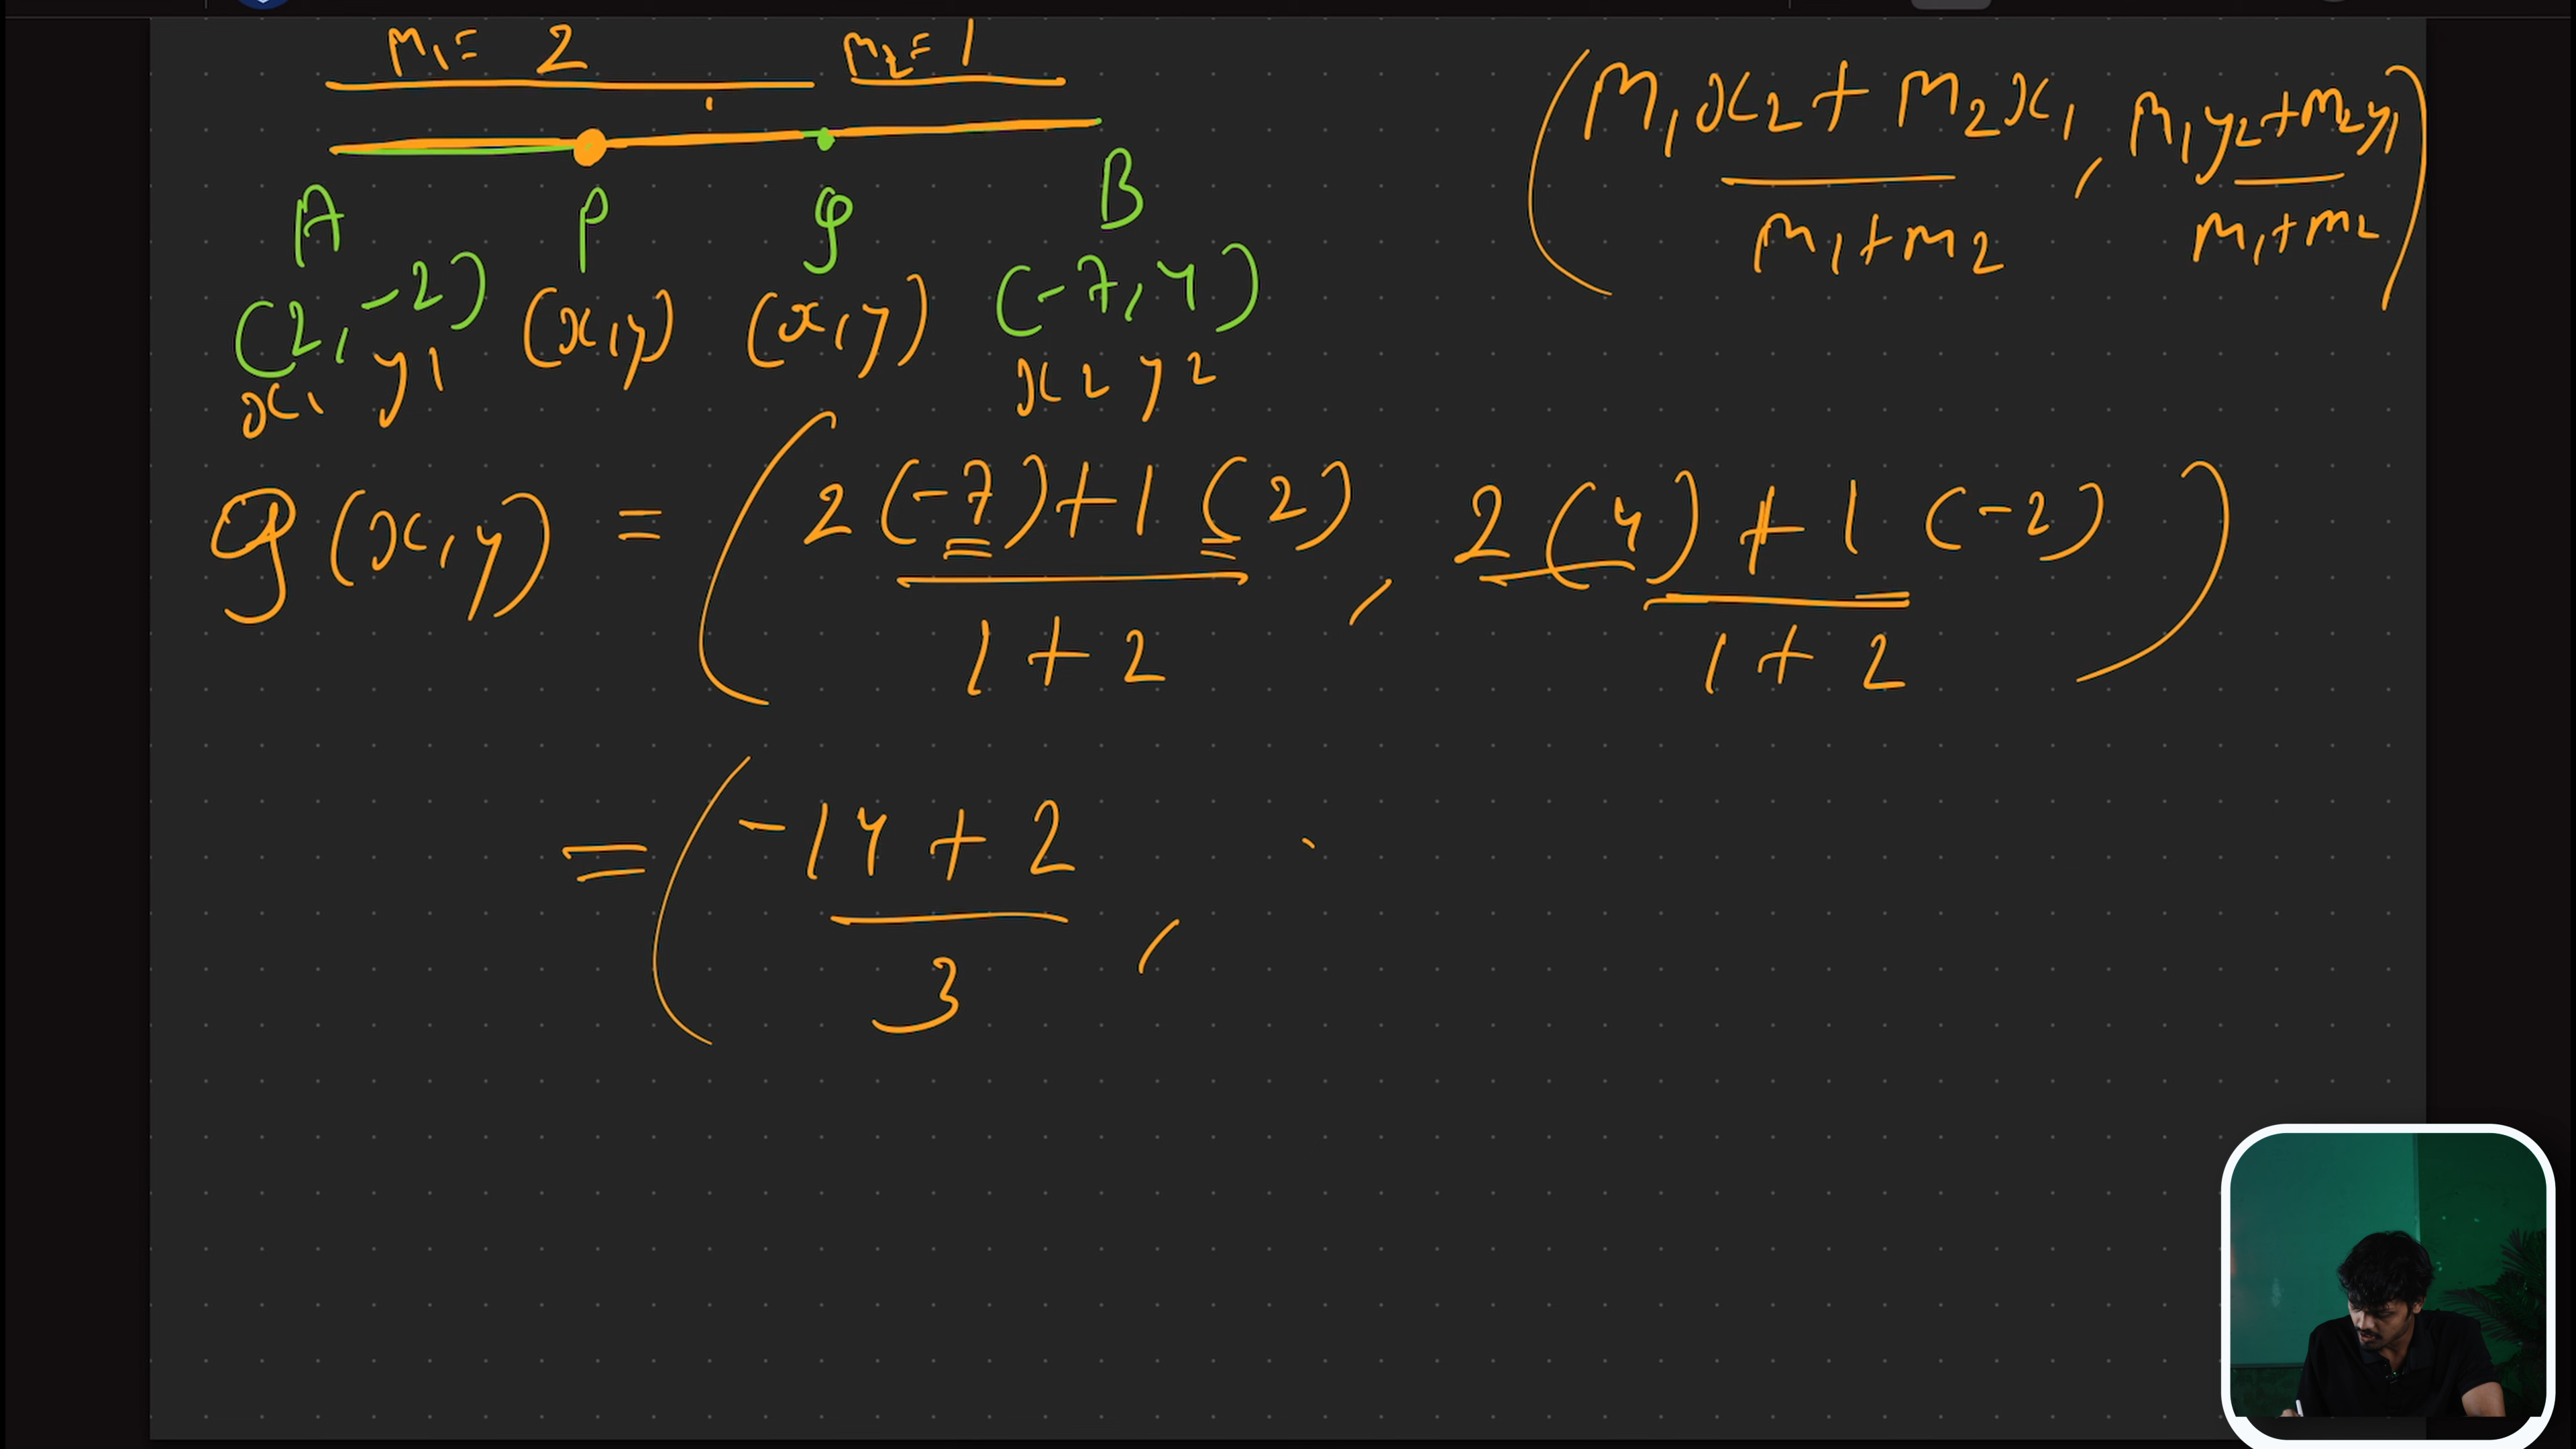 m₁ = 2 m₂ = 1
A P Q B
(2, -2) (x, y) (x, y) (-7, 4)
x₁ y₁ x₂ y₂
(m₁x₂ + m₂x₁ / m₁ + m₂ , m₁y₂ + m₂y₁ / m₁ + m₂)
Q (x, y) = (2 (-7) + 1 (2) / 1 + 2 , 2 (4) + 1 (-2) / 1 + 2)
= (-14 + 2 / 3 ,